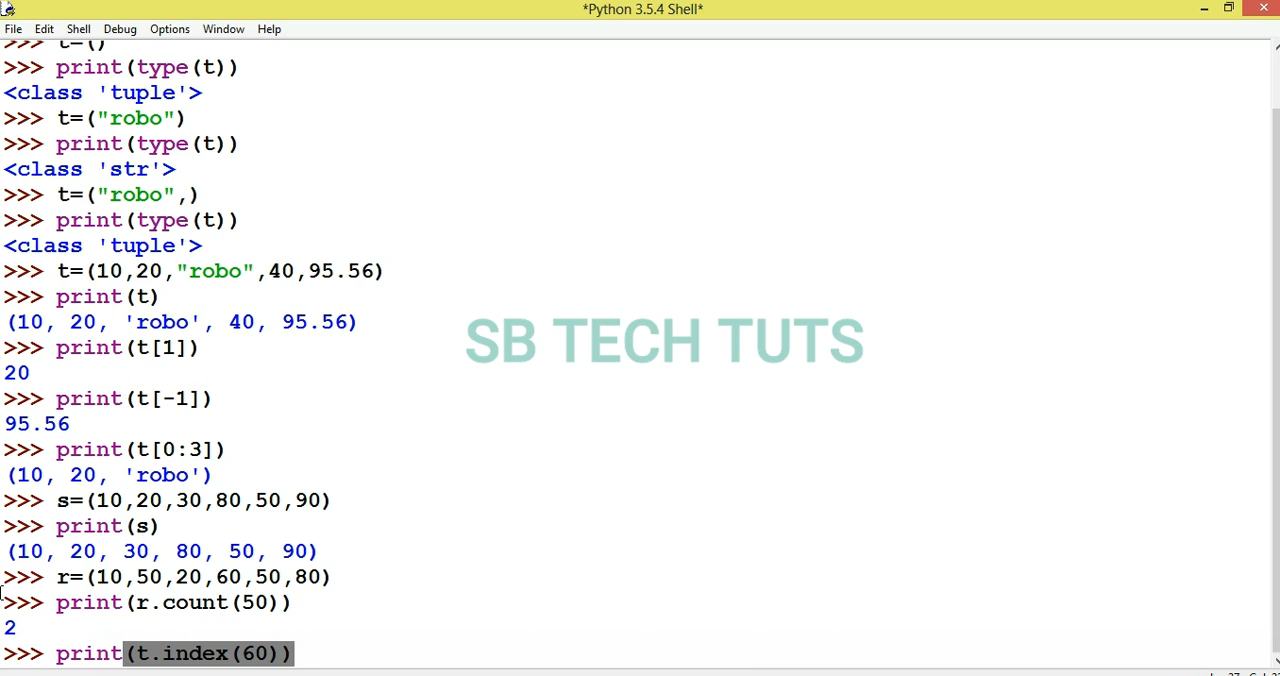 *Python 3.5.4 Shell*
File Edit Shell Debug Options Window Help
>>> t=()
>>> print(type(t))
<class 'tuple'>
>>> t=("robo")
>>> print(type(t))
<class 'str'>
>>> t=("robo",)
>>> print(type(t))
<class 'tuple'>
>>> t=(10,20,"robo",40,95.56)
>>> print(t)
(10, 20, 'robo', 40, 95.56)
>>> print(t[1])
20
>>> print(t[-1])
95.56
>>> print(t[0:3])
(10, 20, 'robo')
>>> s=(10,20,30,80,50,90)
>>> print(s)
(10, 20, 30, 80, 50, 90)
>>> r=(10,50,20,60,50,80)
>>> print(r.count(50))
2
>>> print(t.index(60))
SB TECH TUTS